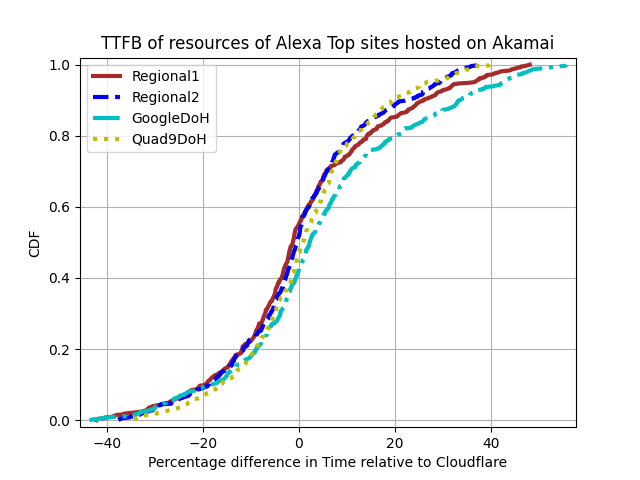 TTFB of resources of Alexa Top sites hosted on Akamai
1.0
0.8
0.6
0.4
0.2
0.0
CDF
Regional1
Regional2
GoogleDoH
Quad9DoH
−40
−20
0
20
40
Percentage difference in Time relative to Cloudflare